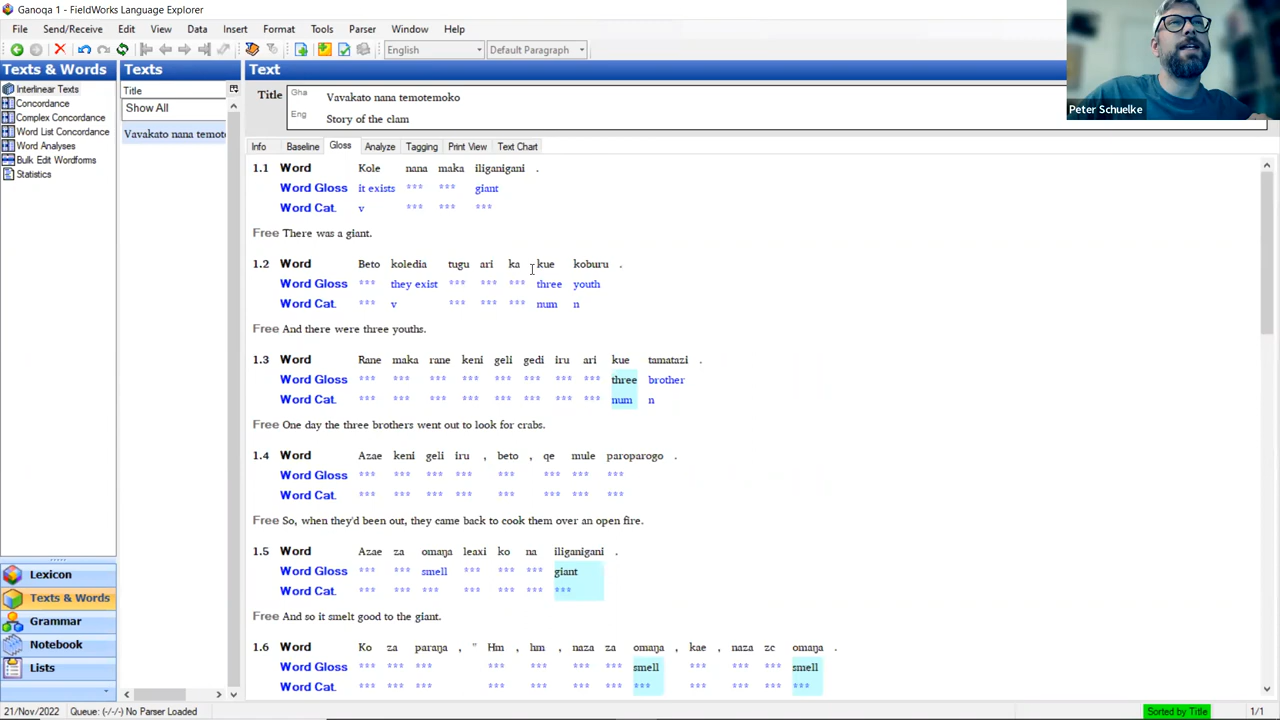 Ganoqa 1 - FieldWorks Language Explorer
File Send/Receive Edit View Data Insert Format Tools Parser Window Help
English Default Paragraph
Texts & Words
Interlinear Texts
Concordance
Complex Concordance
Word List Concordance
Word Analyses
Bulk Edit Wordforms
Statistics
Lexicon
Texts & Words
Grammar
Notebook
Lists
Texts
Title
Show All
Vavakato nana temot
Text
Title Gha Vavakato nana temotemoko
Eng Story of the clam
Info Baseline Gloss Analyze Tagging Print View Text Chart
1.1 Word Kole nana maka iliganigani .
Word Gloss it exists *** *** giant
Word Cat. v *** *** ***
Free There was a giant.
1.2 Word Beto koledia tugu ari ka kue koburu .
Word Gloss *** they exist *** *** *** three youth
Word Cat. *** v *** *** *** num n
Free And there were three youths.
1.3 Word Rane maka rane keni geli gedi iru ari kue tamatazi .
Word Gloss *** *** *** *** *** *** *** *** three brother
Word Cat. *** *** *** *** *** *** *** *** num n
Free One day the three brothers went out to look for crabs.
1.4 Word Azae keni geli iru , beto , qe mule paroparogo .
Word Gloss *** *** *** *** *** *** *** ***
Word Cat. *** *** *** *** *** *** *** ***
Free So, when they'd been out, they came back to cook them over an open fire.
1.5 Word Azae za omaŋa leaxi ko na iliganigani .
Word Gloss *** *** smell *** *** *** giant
Word Cat. *** *** *** *** *** *** ***
Free And so it smelt good to the giant.
1.6 Word Ko za paraŋa , " Hm , hm , naza za omaŋa , kae , naza zc omaŋa .
Word Gloss *** *** *** *** *** *** *** smell *** *** *** smell
Word Cat. *** *** *** *** *** *** *** *** *** *** *** ***
Peter Schuelke
21/Nov/2022 Queue: (-/-/-) No Parser Loaded Sorted by Title 1/1